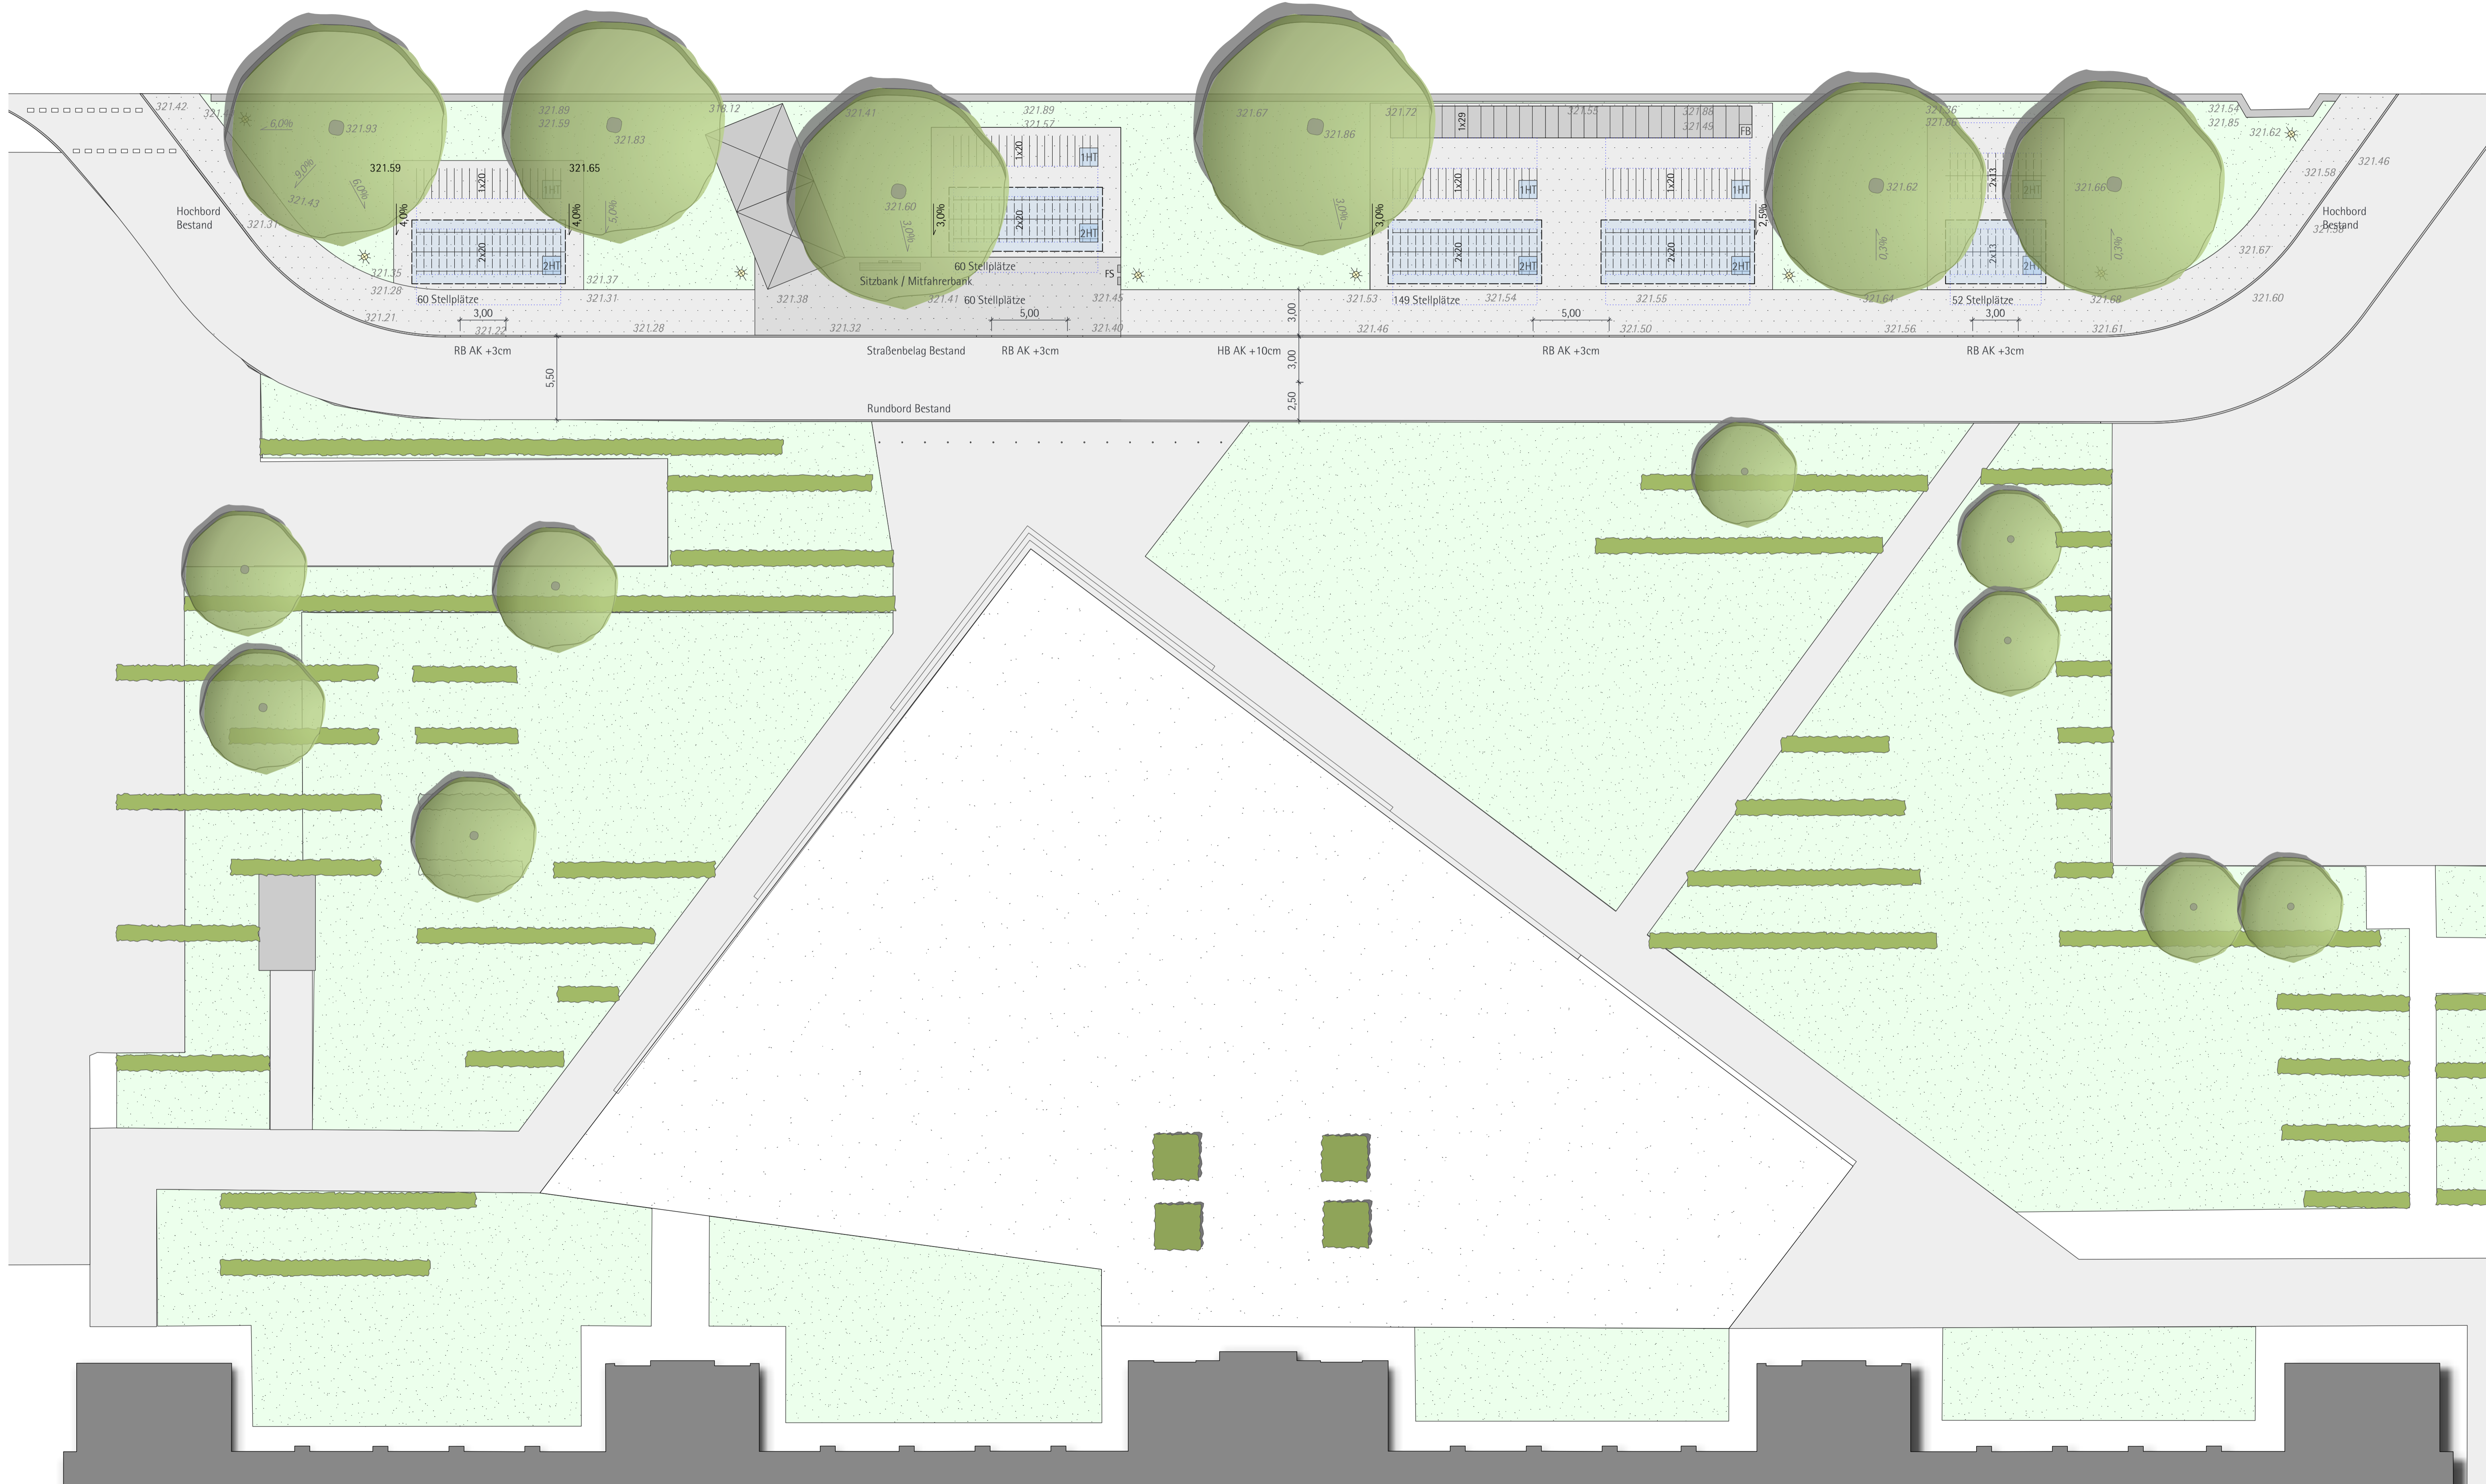 321.42
6,0%
321.93
9,0%
6,0%
321.43
321.31
Hochbord
Bestand
321.35
321.28
321.21
321.22
321.59
321.65
4,0%
4,0%
5,0%
1x20
1HT
2x20
2HT
60 Stellplätze
3,00
RB AK +3cm
5,50
321.89
321.59
321.83
321.37
321.31
321.28
318.12
321.41
321.60
3,0%
3,0%
321.89
321.57
1x20
1HT
2x20
2HT
60 Stellplätze
Sitzbank / Mitfahrerbank
FS
321.38
321.41
60 Stellplätze
321.45
321.32
5,00
321.40
Straßenbelag Bestand
RB AK +3cm
Rundbord Bestand
HB AK +10cm
3,00
3,00
2,50
321.67
321.86
3,0%
3,0%
321.72
1x29
321.55
321.88
321.49
FB
1x20
1HT
1x20
1HT
2,5%
2x20
2HT
2x20
2HT
321.53
149 Stellplätze
321.54
321.55
321.46
5,00
321.50
RB AK +3cm
321.62
0,3%
321.64
321.56
321.36
321.86
2x13
2HT
2x13
2HT
52 Stellplätze
3,00
RB AK +3cm
321.66
0,3%
321.68
321.61
321.54
321.85
321.62
321.58
321.46
Hochbord
Bestand
321.67
321.60